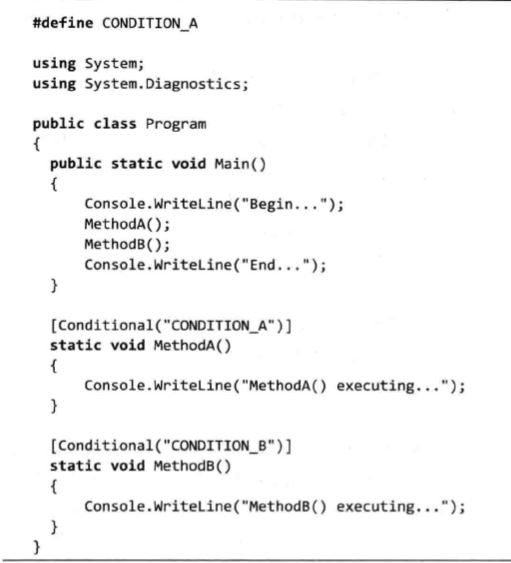 #define CONDITION_A
using System;
using System.Diagnostics;
public class Program
{
public static void Main()
{
Console.WriteLine("Begin...");
MethodA();
MethodB();
Console.WriteLine("End...");
}
[Conditional("CONDITION_A")]
static void MethodA()
{
Console.WriteLine("MethodA() executing...");
}
[Conditional("CONDITION_B")]
static void MethodB()
{
Console.WriteLine("MethodB() executing...");
}
}